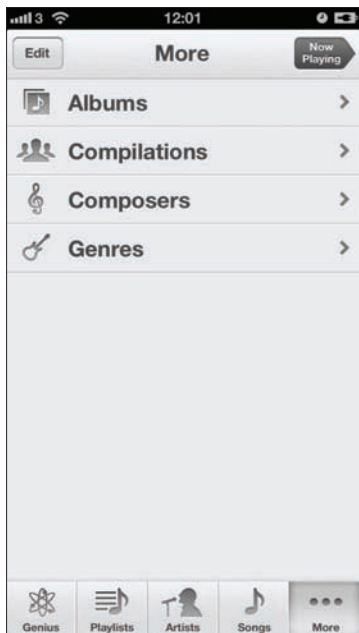 3 12:01
Edit More Now Playing
Albums
Compilations
Composers
Genres
Genius Playlists Artists Songs More